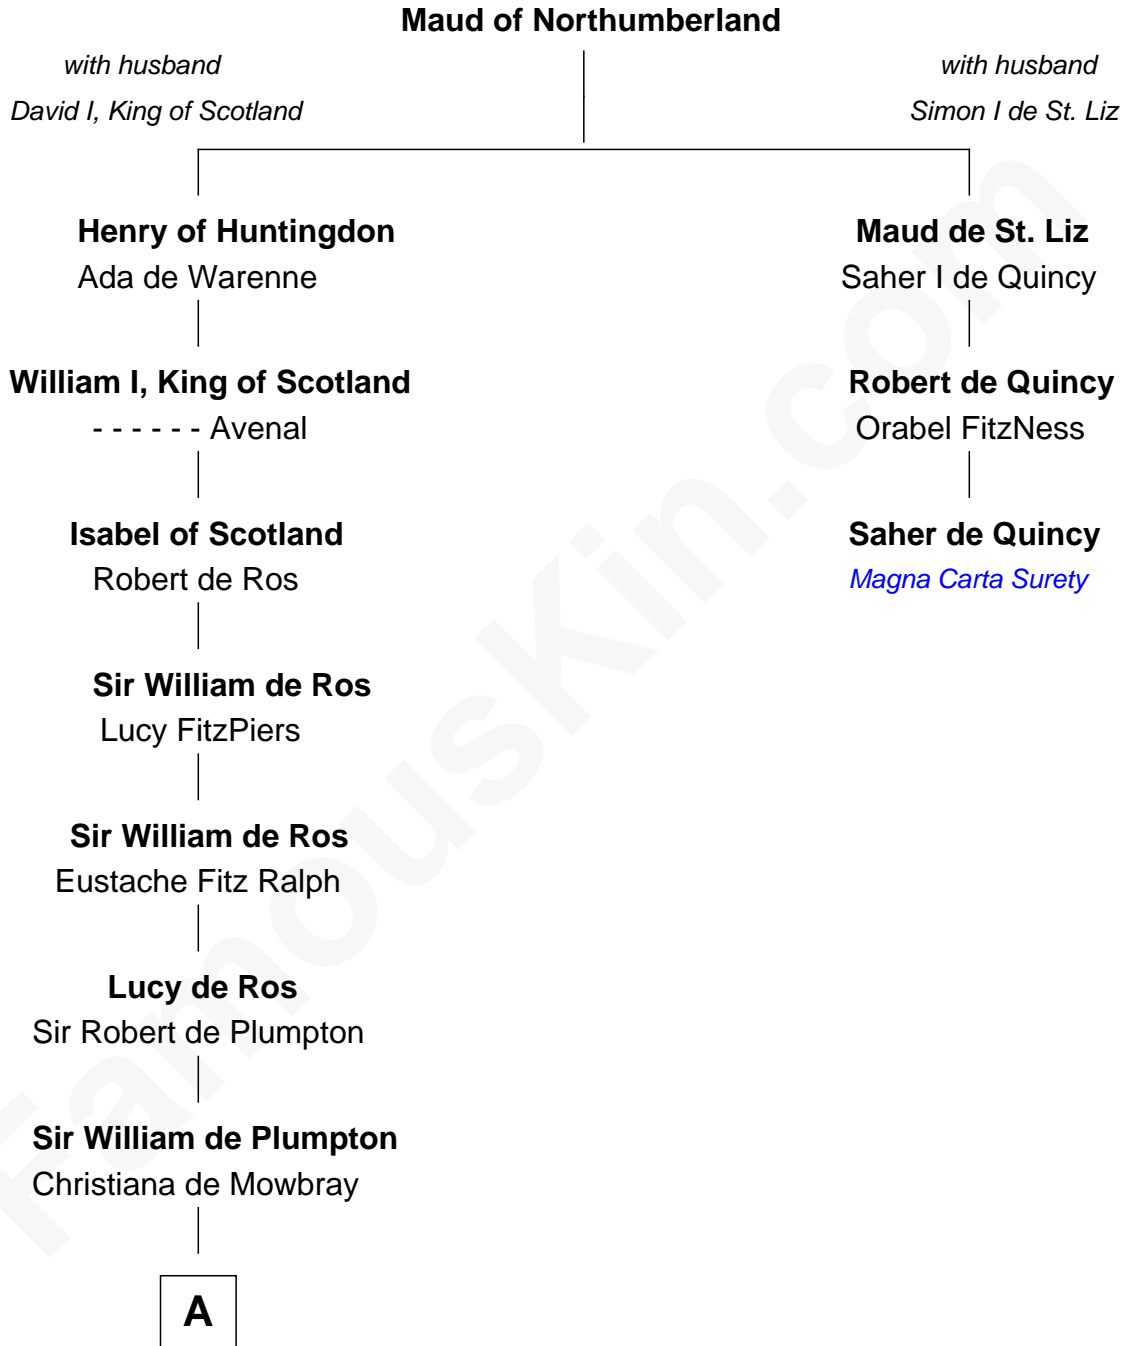 Maud of Northumberland
with husband
David I, King of Scotland
with husband
Simon I de St. Liz
Henry of Huntingdon
Ada de Warenne
Maud de St. Liz
Saher I de Quincy
William I, King of Scotland
- - - - - - Avenal
Robert de Quincy
Orabel FitzNess
Isabel of Scotland
Robert de Ros
Saher de Quincy
Magna Carta Surety
Sir William de Ros
Lucy FitzPiers
Sir William de Ros
Eustache Fitz Ralph
Lucy de Ros
Sir Robert de Plumpton
Sir William de Plumpton
Christiana de Mowbray
A
FamousKin.com